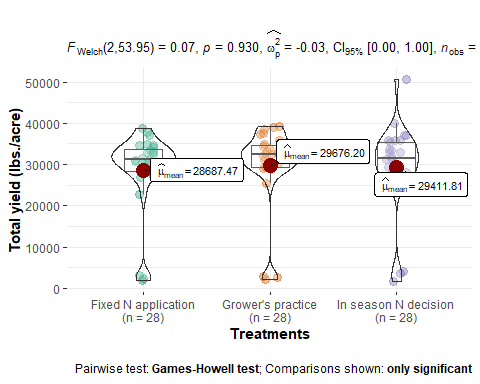 F_Welch(2,53.95) = 0.07, p = 0.930, ω̂²_p = -0.03, CI_95% [0.00, 1.00], n_obs =
50000
40000
30000
20000
10000
0
Total yield (lbs./acre)
μ̂_mean = 28687.47
μ̂_mean = 29676.20
μ̂_mean = 29411.81
Fixed N application
(n = 28)
Grower's practice
(n = 28)
In season N decision
(n = 28)
Treatments
Pairwise test: Games-Howell test; Comparisons shown: only significant